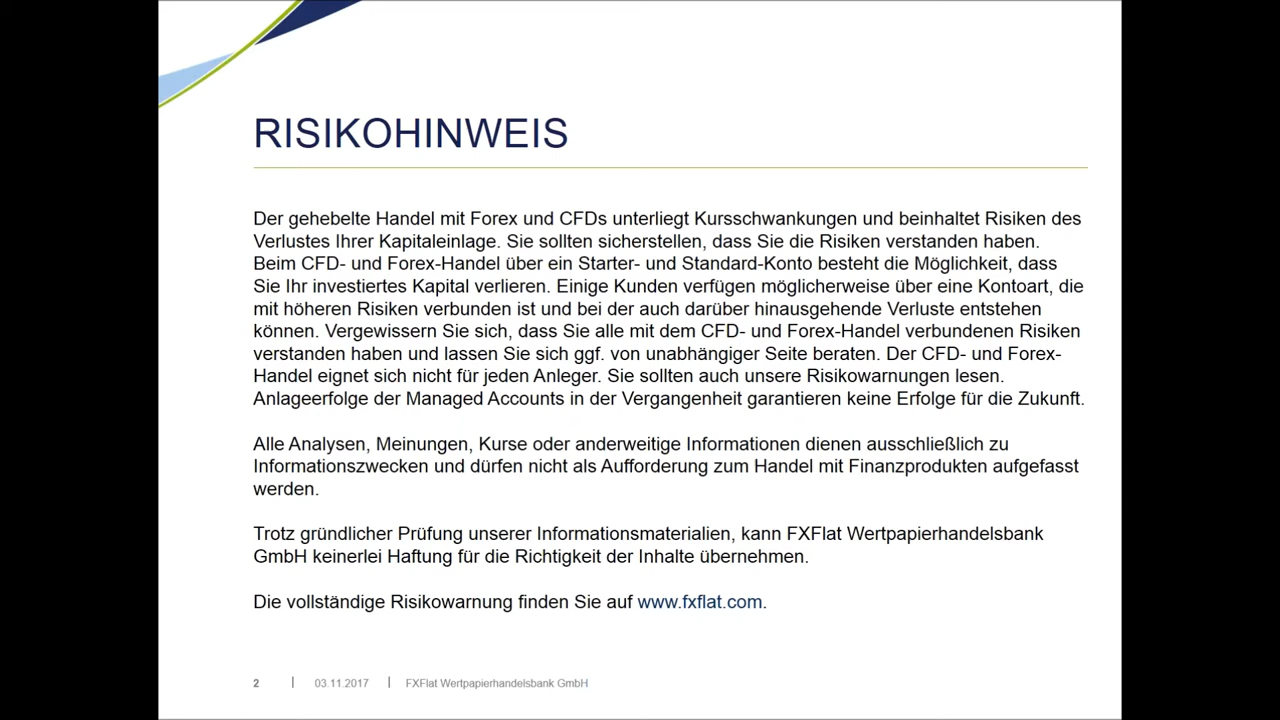 RISIKOHINWEIS
Der gehebelte Handel mit Forex und CFDs unterliegt Kursschwankungen und beinhaltet Risiken des
Verlustes Ihrer Kapitaleinlage. Sie sollten sicherstellen, dass Sie die Risiken verstanden haben.
Beim CFD- und Forex-Handel über ein Starter- und Standard-Konto besteht die Möglichkeit, dass
Sie Ihr investiertes Kapital verlieren. Einige Kunden verfügen möglicherweise über eine Kontoart, die
mit höheren Risiken verbunden ist und bei der auch darüber hinausgehende Verluste entstehen
können. Vergewissern Sie sich, dass Sie alle mit dem CFD- und Forex-Handel verbundenen Risiken
verstanden haben und lassen Sie sich ggf. von unabhängiger Seite beraten. Der CFD- und Forex-
Handel eignet sich nicht für jeden Anleger. Sie sollten auch unsere Risikowarnungen lesen.
Anlageerfolge der Managed Accounts in der Vergangenheit garantieren keine Erfolge für die Zukunft.
Alle Analysen, Meinungen, Kurse oder anderweitige Informationen dienen ausschließlich zu
Informationszwecken und dürfen nicht als Aufforderung zum Handel mit Finanzprodukten aufgefasst
werden.
Trotz gründlicher Prüfung unserer Informationsmaterialien, kann FXFlat Wertpapierhandelsbank
GmbH keinerlei Haftung für die Richtigkeit der Inhalte übernehmen.
Die vollständige Risikowarnung finden Sie auf www.fxflat.com.
2 | 03.11.2017 | FXFlat Wertpapierhandelsbank GmbH